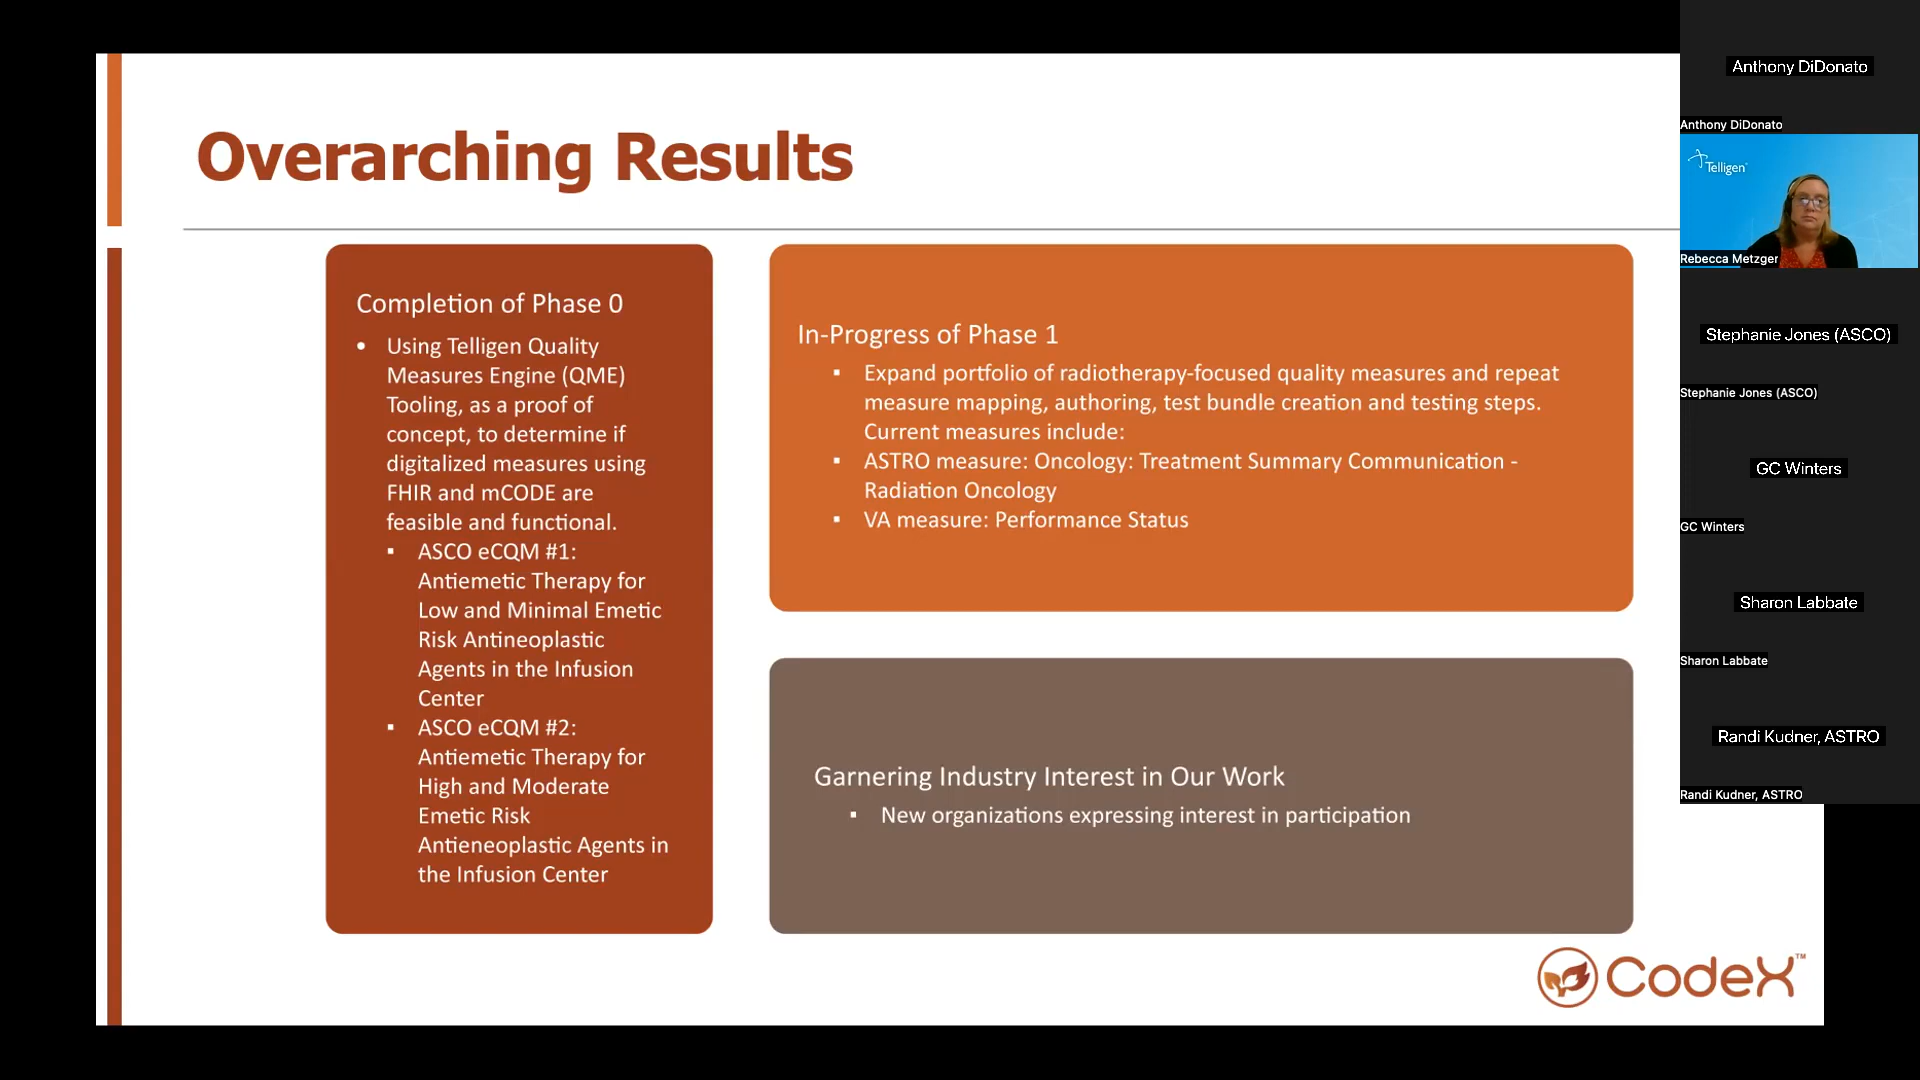 Overarching Results
Completion of Phase 0
• Using Telligen Quality
Measures Engine (QME)
Tooling, as a proof of
concept, to determine if
digitalized measures using
FHIR and mCODE are
feasible and functional.
▪ ASCO eCQM #1:
Antiemetic Therapy for
Low and Minimal Emetic
Risk Antineoplastic
Agents in the Infusion
Center
▪ ASCO eCQM #2:
Antiemetic Therapy for
High and Moderate
Emetic Risk
Antieneoplastic Agents in
the Infusion Center
In-Progress of Phase 1
▪ Expand portfolio of radiotherapy-focused quality measures and repeat
measure mapping, authoring, test bundle creation and testing steps.
Current measures include:
▪ ASTRO measure: Oncology: Treatment Summary Communication -
Radiation Oncology
▪ VA measure: Performance Status
Garnering Industry Interest in Our Work
▪ New organizations expressing interest in participation
CodeX™
Anthony DiDonato
Anthony DiDonato
Telligen
Rebecca Metzger
Stephanie Jones (ASCO)
Stephanie Jones (ASCO)
GC Winters
GC Winters
Sharon Labbate
Sharon Labbate
Randi Kudner, ASTRO
Randi Kudner, ASTRO